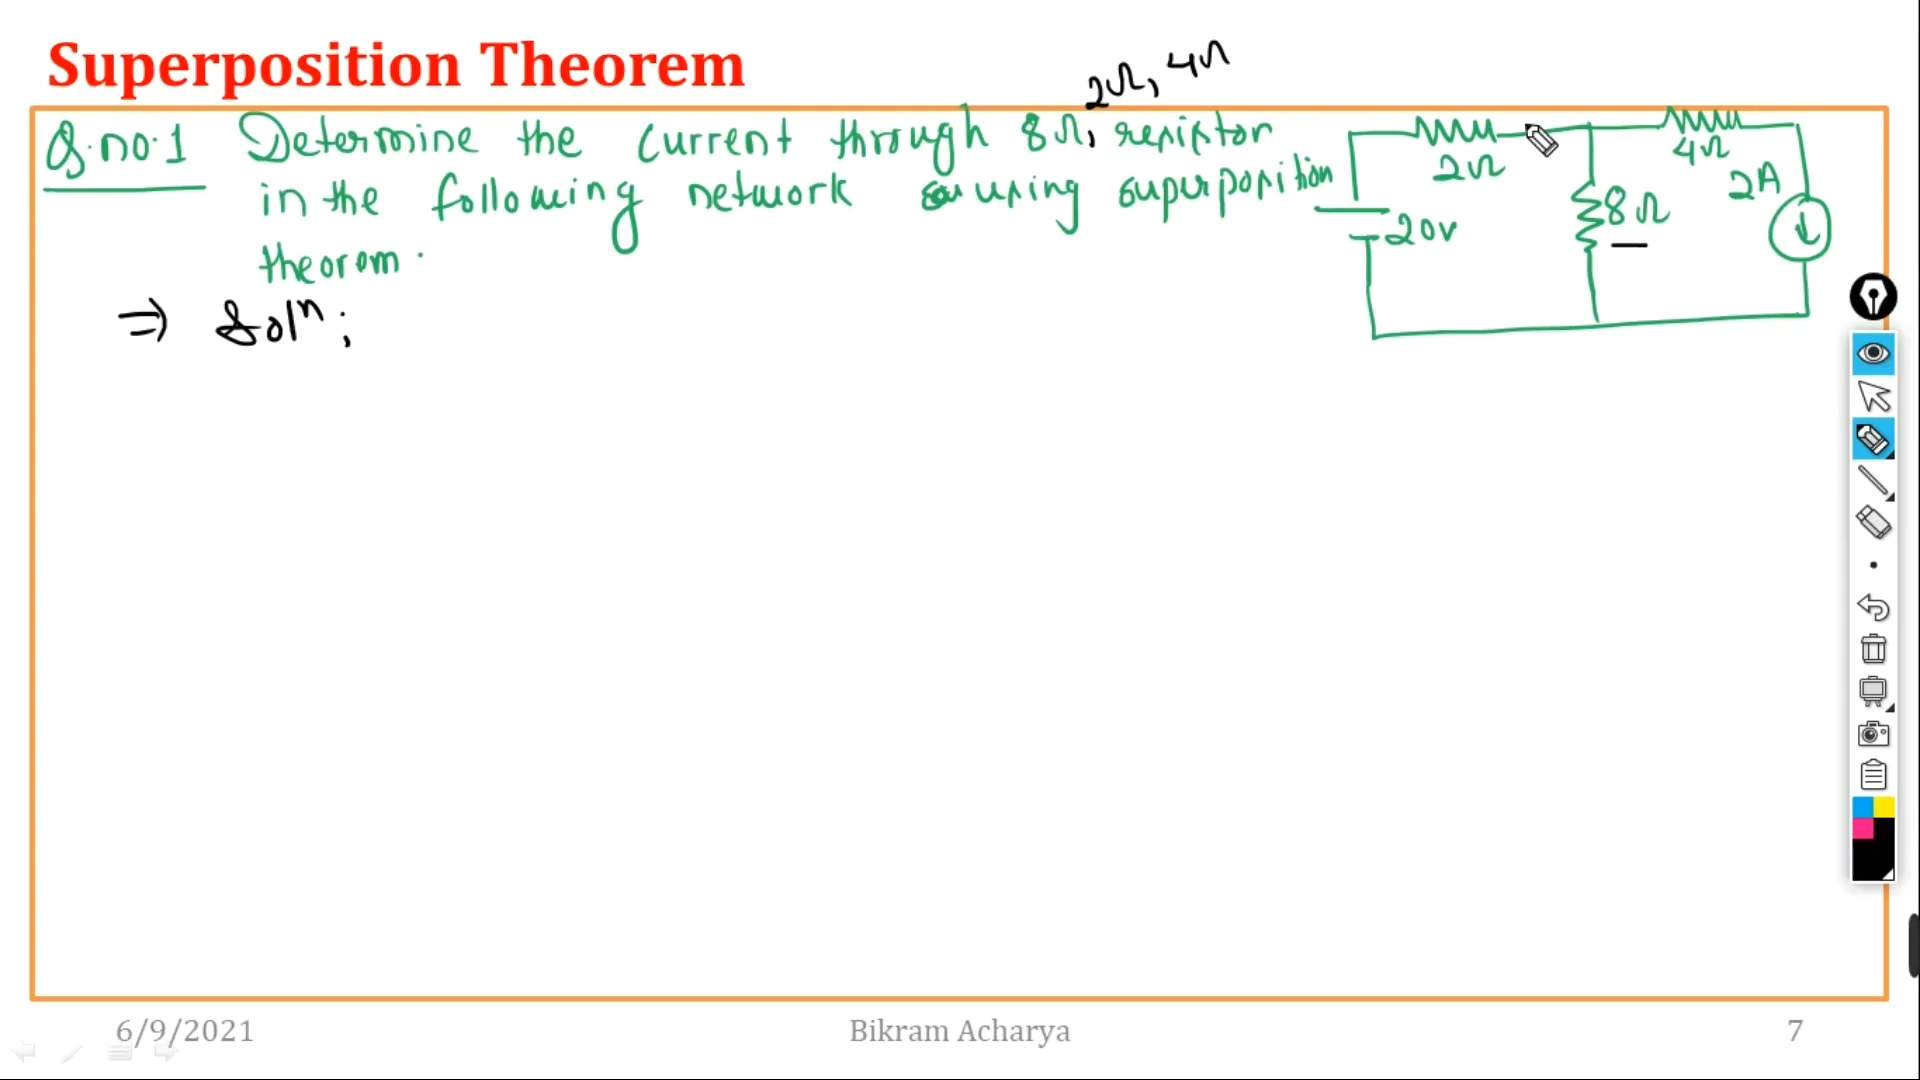 Superposition Theorem
2Ω, 4Ω
Q.no.1 Determine the current through 8Ω, resistor
in the following network using superposition
theorem.
⇒ Solⁿ;
2Ω
4Ω
2A
8Ω
20V
6/9/2021
Bikram Acharya
7